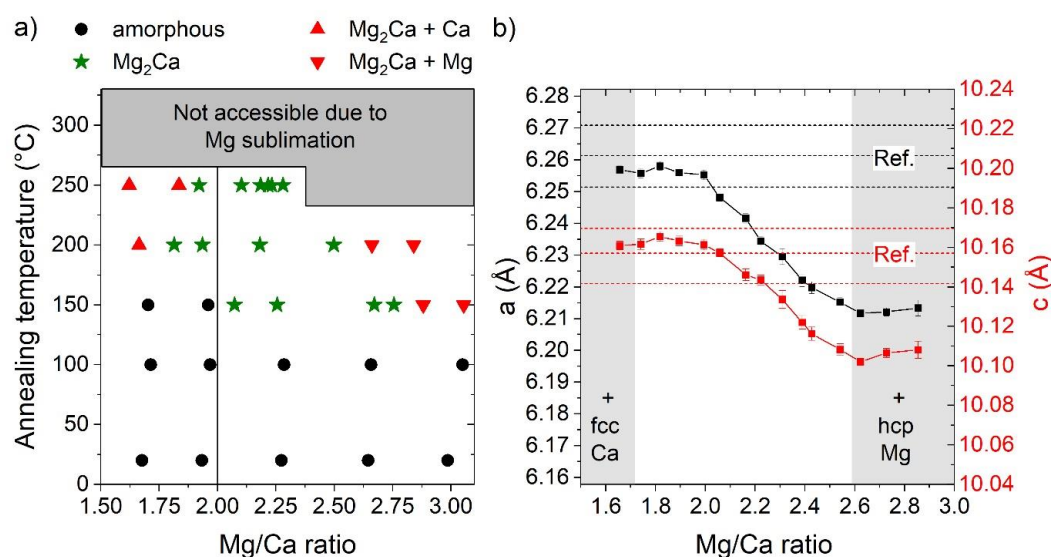 a)
amorphous
Mg₂Ca
Mg₂Ca + Ca
Mg₂Ca + Mg
Not accessible due to
Mg sublimation
Annealing temperature (°C)
300
250
200
150
100
50
0
1.50 1.75 2.00 2.25 2.50 2.75 3.00
Mg/Ca ratio
b)
a (Å)
6.28
6.27
6.26
6.25
6.24
6.23
6.22
6.21
6.20
6.19
6.18
6.17
6.16
Ref.
Ref.
+
fcc
Ca
+
hcp
Mg
10.24
10.22
10.20
10.18
10.16
10.14
10.12
10.10
10.08
10.06
10.04
c (Å)
1.6 1.8 2.0 2.2 2.4 2.6 2.8 3.0
Mg/Ca ratio